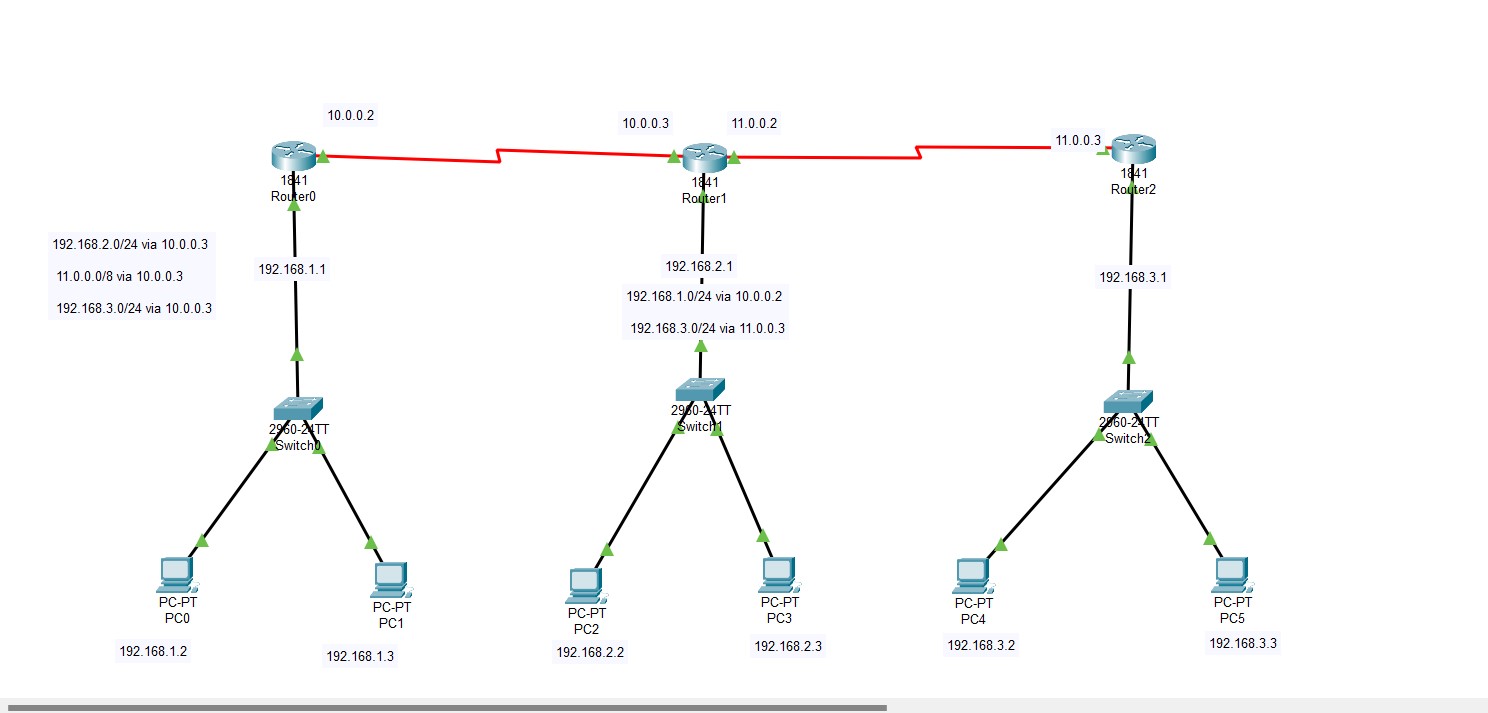 10.0.0.2
10.0.0.3
11.0.0.2
11.0.0.3
1841
Router0
1841
Router1
1841
Router2
192.168.2.0/24 via 10.0.0.3
11.0.0.0/8 via 10.0.0.3
192.168.3.0/24 via 10.0.0.3
192.168.1.1
192.168.2.1
192.168.1.0/24 via 10.0.0.2
192.168.3.0/24 via 11.0.0.3
192.168.3.1
2960-24TT
Switch0
2960-24TT
Switch1
2960-24TT
Switch2
PC-PT
PC0
PC-PT
PC1
PC-PT
PC2
PC-PT
PC3
PC-PT
PC4
PC-PT
PC5
192.168.1.2
192.168.1.3
192.168.2.2
192.168.2.3
192.168.3.2
192.168.3.3